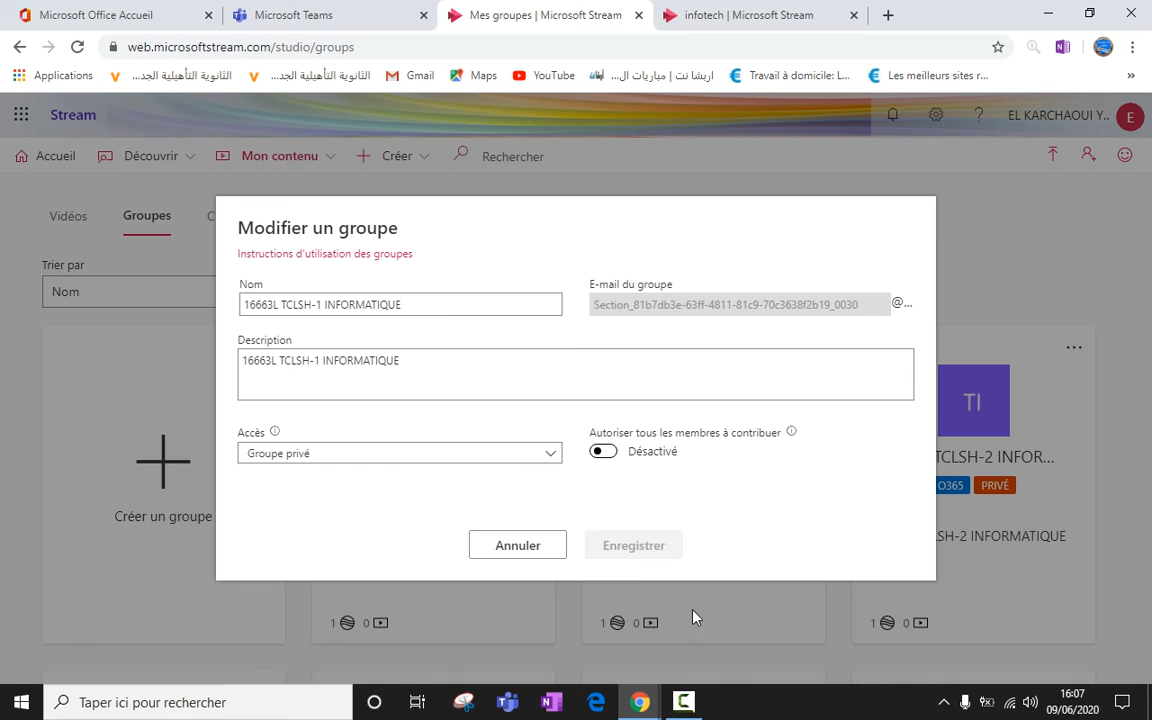 Microsoft Office Accueil
Microsoft Teams
Mes groupes | Microsoft Stream
infotech | Microsoft Stream
web.microsoftstream.com/studio/groups
Applications
الثانوية التأهيلية الجد...
الثانوية التأهيلية الجد...
Gmail
Maps
YouTube
اربشا نت | مباريات ال...
Travail à domicile: L...
Les meilleurs sites r...
»
Stream
?
EL KARCHAOUI Y..
E
Accueil
Découvrir
Mon contenu
Créer
Rechercher
Vidéos
Groupes
C
Trier par
Nom
Modifier un groupe
Instructions d'utilisation des groupes
Nom
16663L TCLSH-1 INFORMATIQUE
E-mail du groupe
Section_81b7db3e-63ff-4811-81c9-70c3638f2b19_0030
@...
Description
16663L TCLSH-1 INFORMATIQUE
Accès
Groupe privé
Autoriser tous les membres à contribuer
Désactivé
Annuler
Enregistrer
Créer un groupe
TI
TCLSH-2 INFOR...
O365
PRIVÉ
SH-2 INFORMATIQUE
1 0
1 0
1 0
Taper ici pour rechercher
16:07
09/06/2020